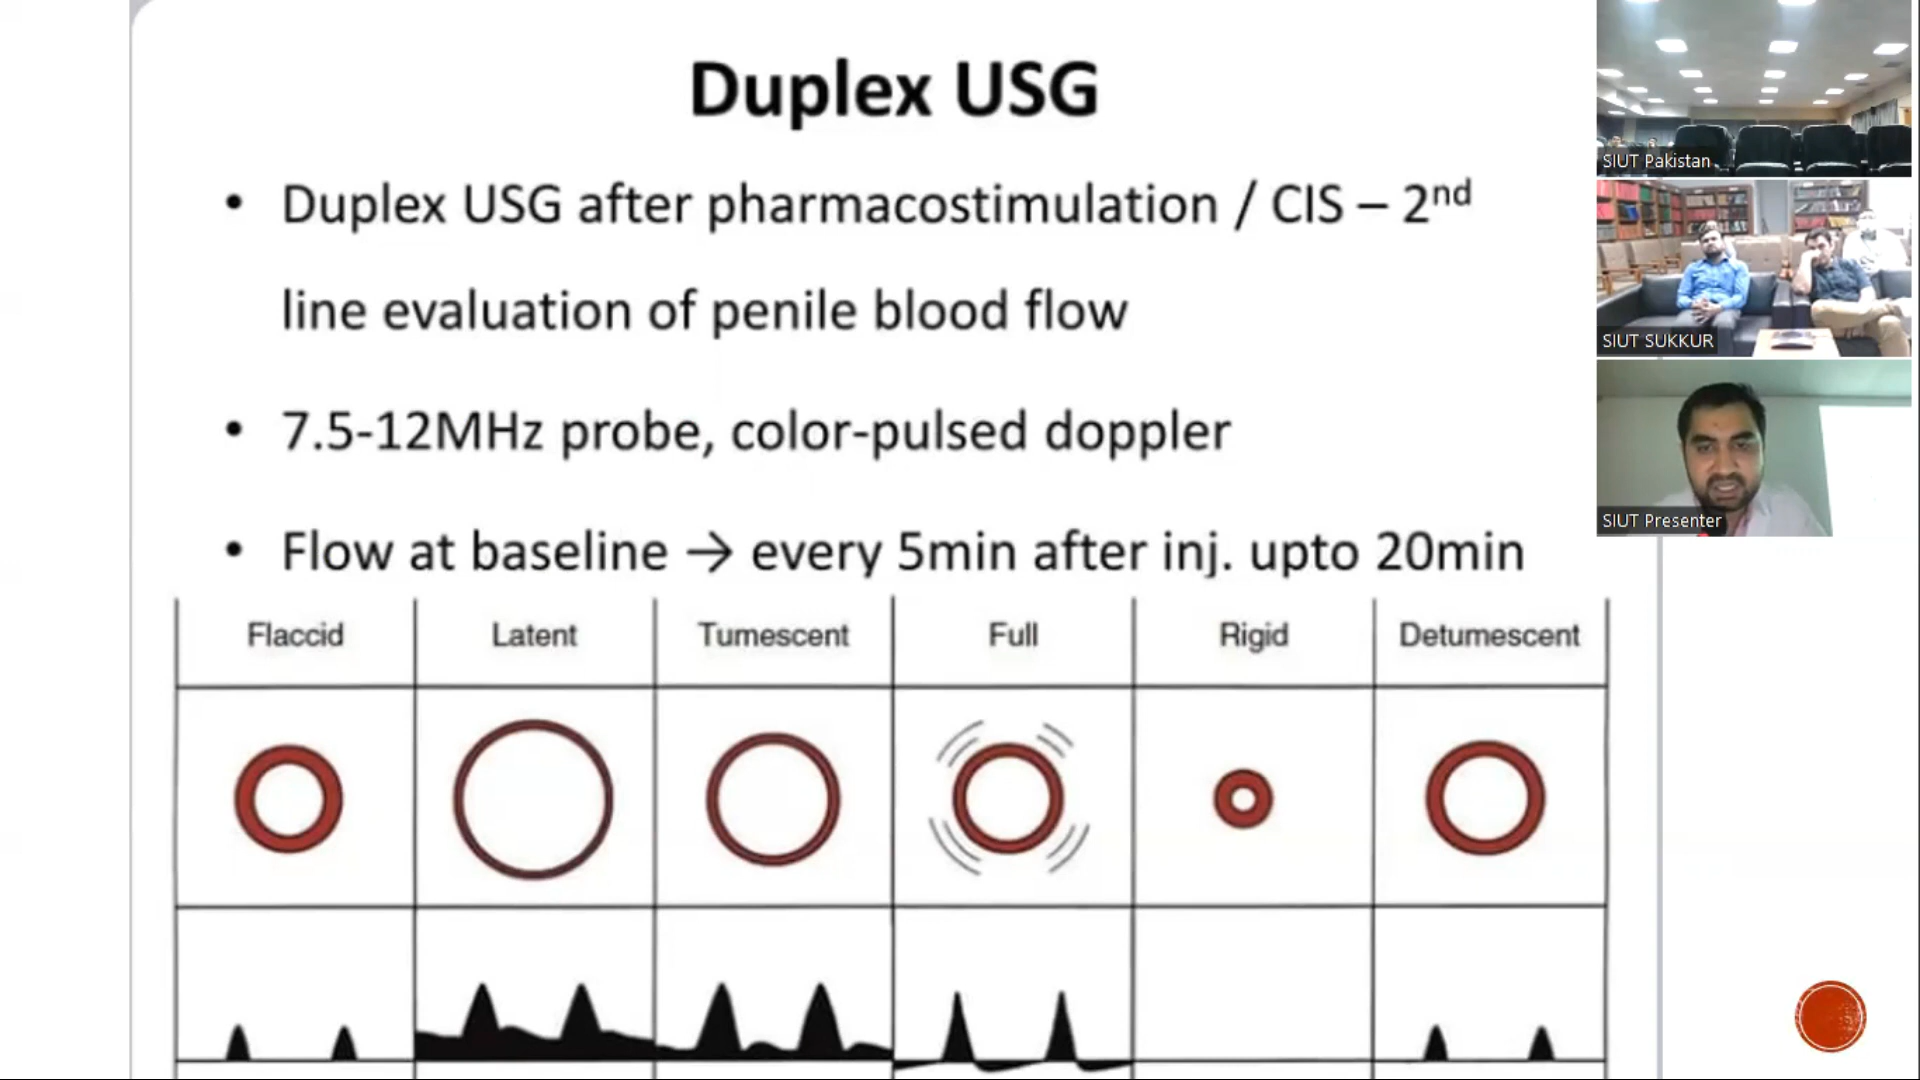 Duplex USG
• Duplex USG after pharmacostimulation / CIS – 2nd
line evaluation of penile blood flow
• 7.5-12MHz probe, color-pulsed doppler
• Flow at baseline → every 5min after inj. upto 20min
Flaccid Latent Tumescent Full Rigid Detumescent
SIUT Pakistan
SIUT SUKKUR
SIUT Presenter